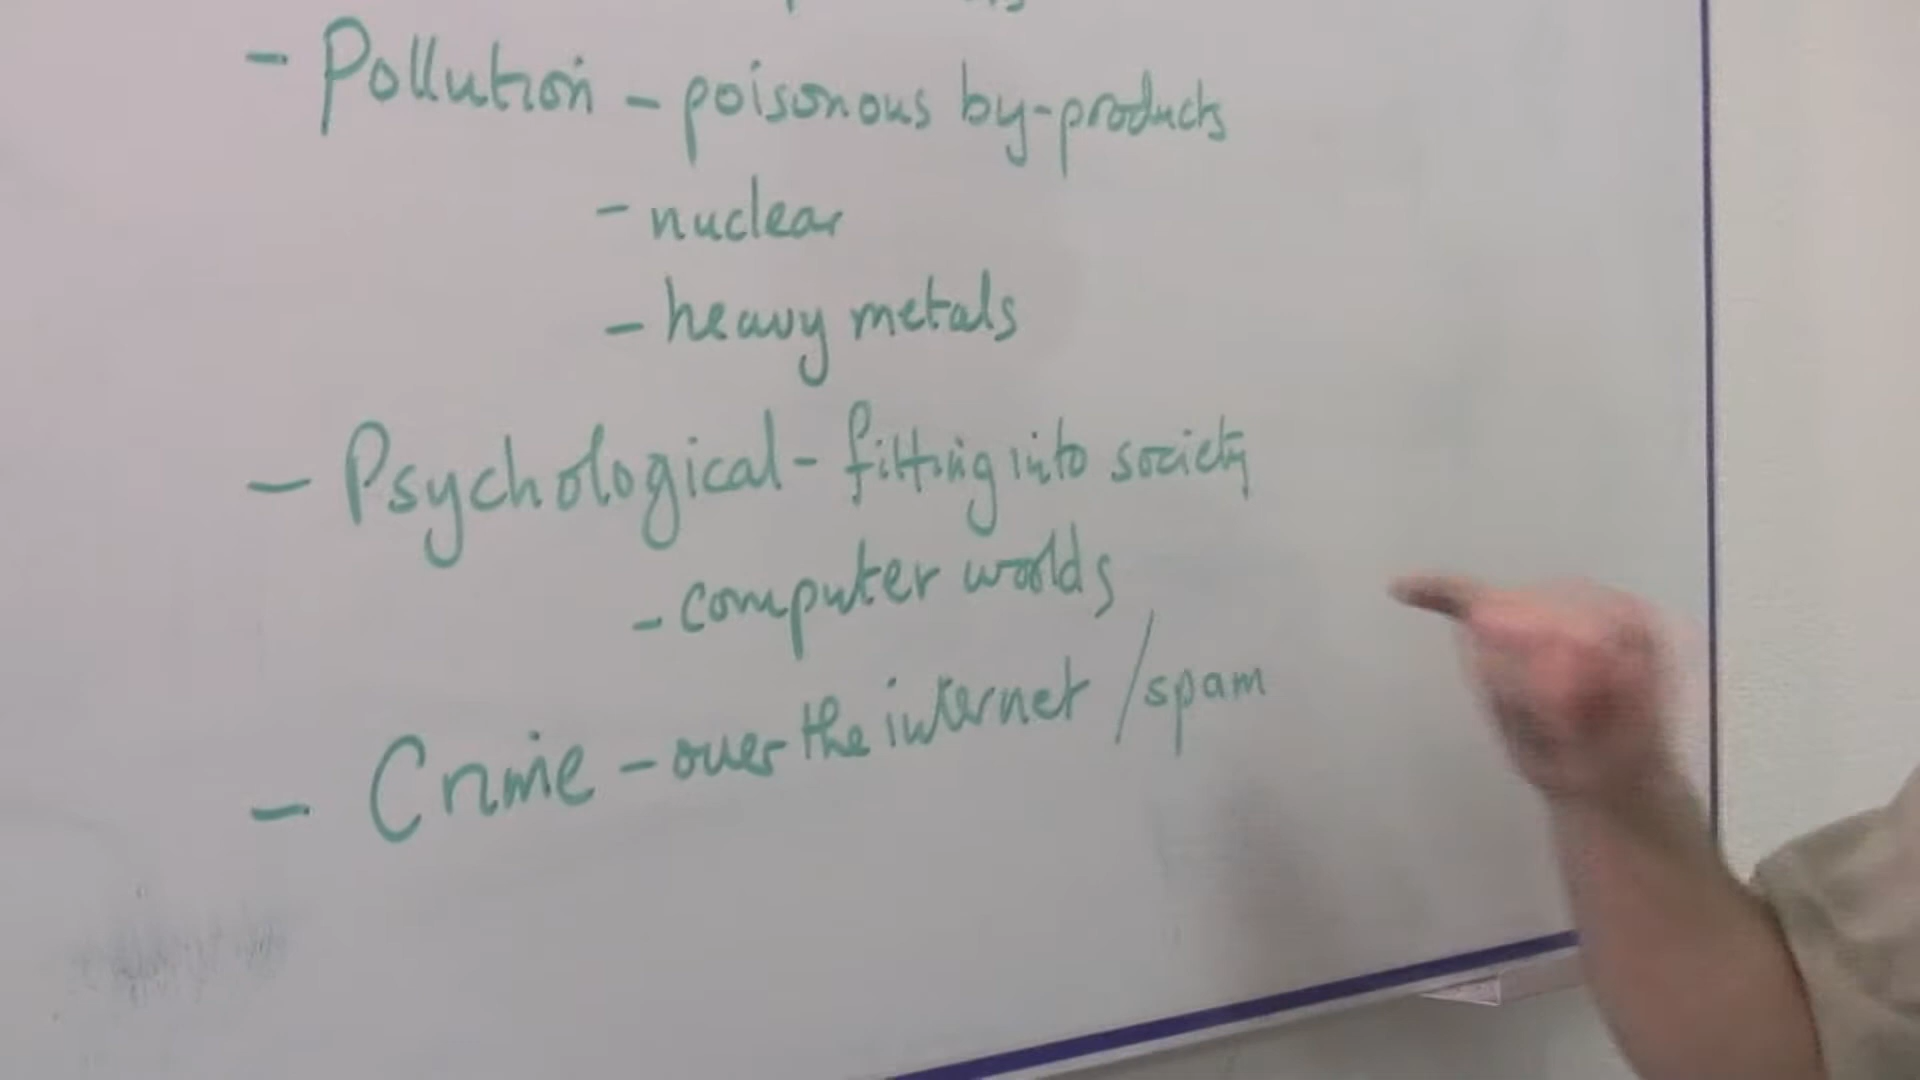 - Pollution - poisonous by-products
- nuclear
- heavy metals
- Psychological - fitting into society
- computer worlds
- Crime - over the internet / spam